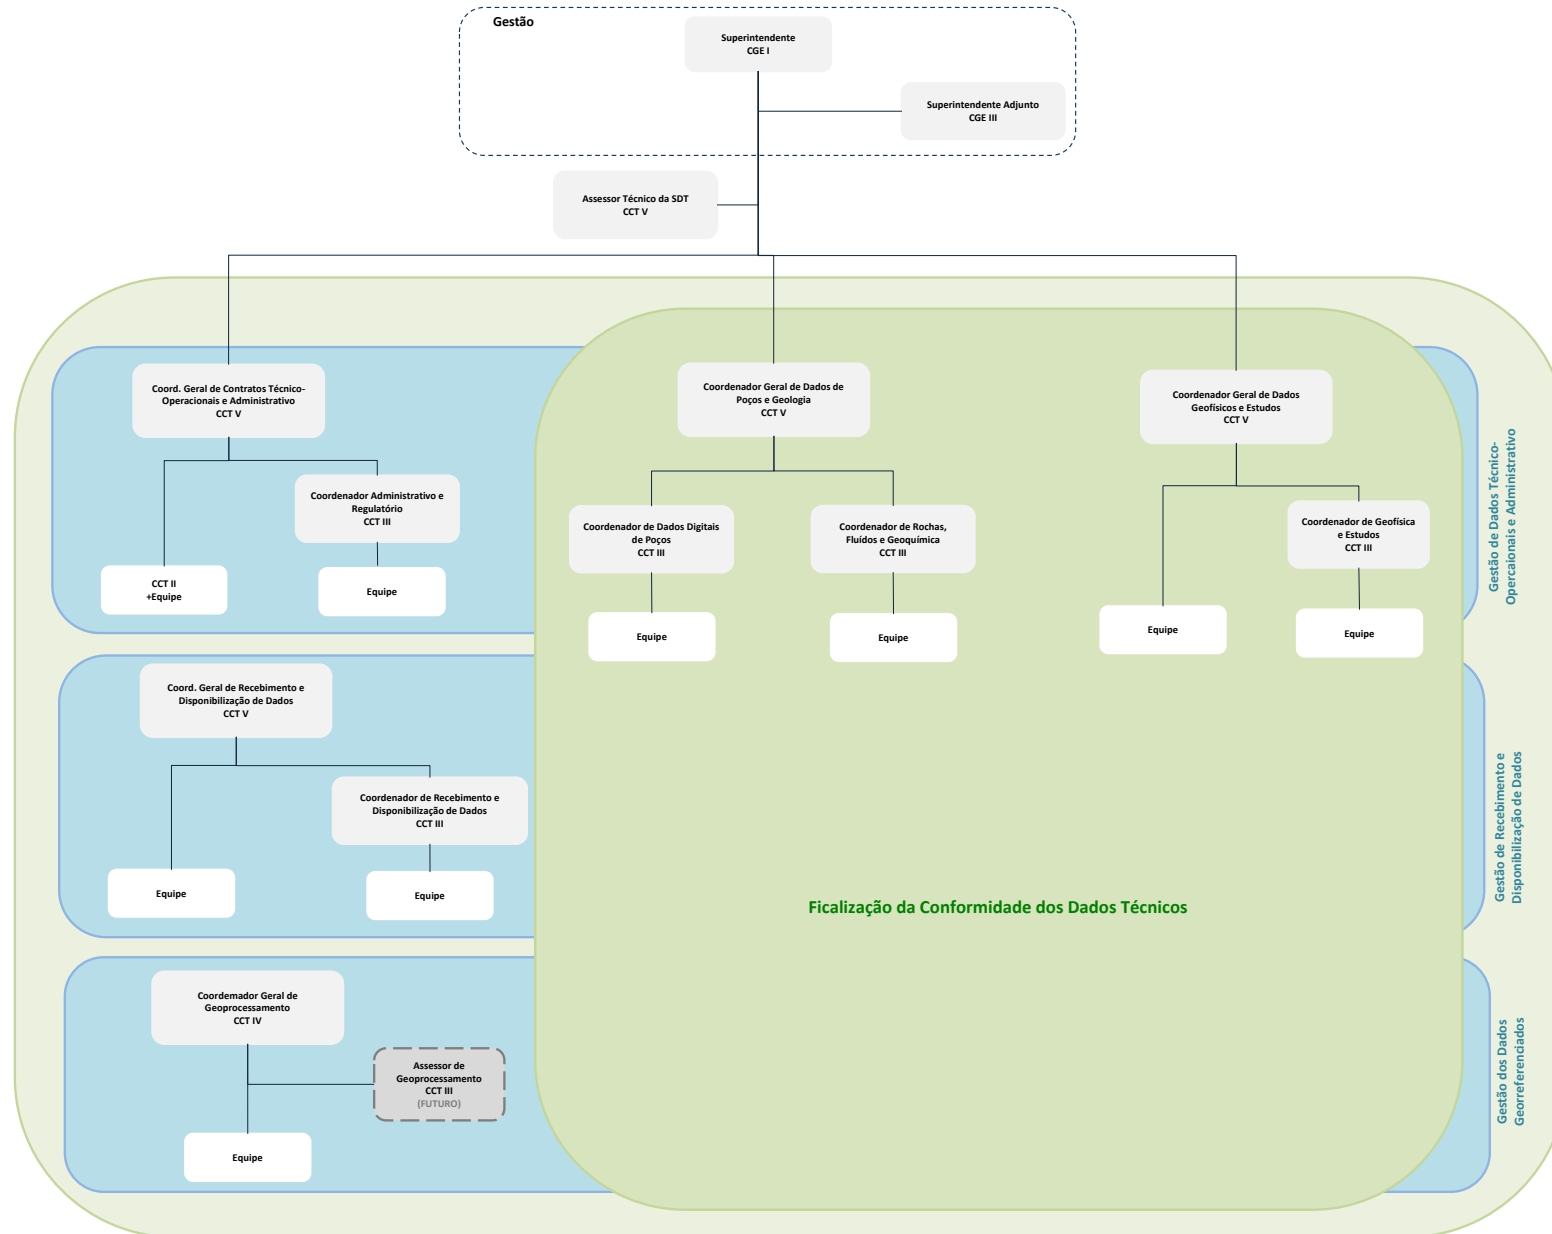 Gestão
Superintendente
CGE I
Superintendente Adjunto
CGE III
Assessor Técnico da SDT
CCT V
Coord. Geral de Contratos Técnico-
Operacionais e Administrativo
CCT V
Coordenador Administrativo e
Regulatório
CCT III
CCT II
+Equipe
Equipe
Coordenador Geral de Dados de
Poços e Geologia
CCT V
Coordenador de Dados Digitais
de Poços
CCT III
Coordenador de Rochas,
Fluídos e Geoquímica
CCT III
Equipe
Equipe
Coordenador Geral de Dados
Geofísicos e Estudos
CCT V
Coordenador de Geofísica
e Estudos
CCT III
Equipe
Equipe
Gestão de Dados Técnico-
Opercaionais e Administrativo
Coord. Geral de Recebimento e
Disponibilização de Dados
CCT V
Coordenador de Recebimento e
Disponibilização de Dados
CCT III
Equipe
Equipe
Gestão de Recebimento e
Disponibilização de Dados
Ficalização da Conformidade dos Dados Técnicos
Coordemador Geral de
Geoprocessamento
CCT IV
Assessor de
Geoprocessamento
CCT III
(FUTURO)
Equipe
Gestão dos Dados
Georreferenciados